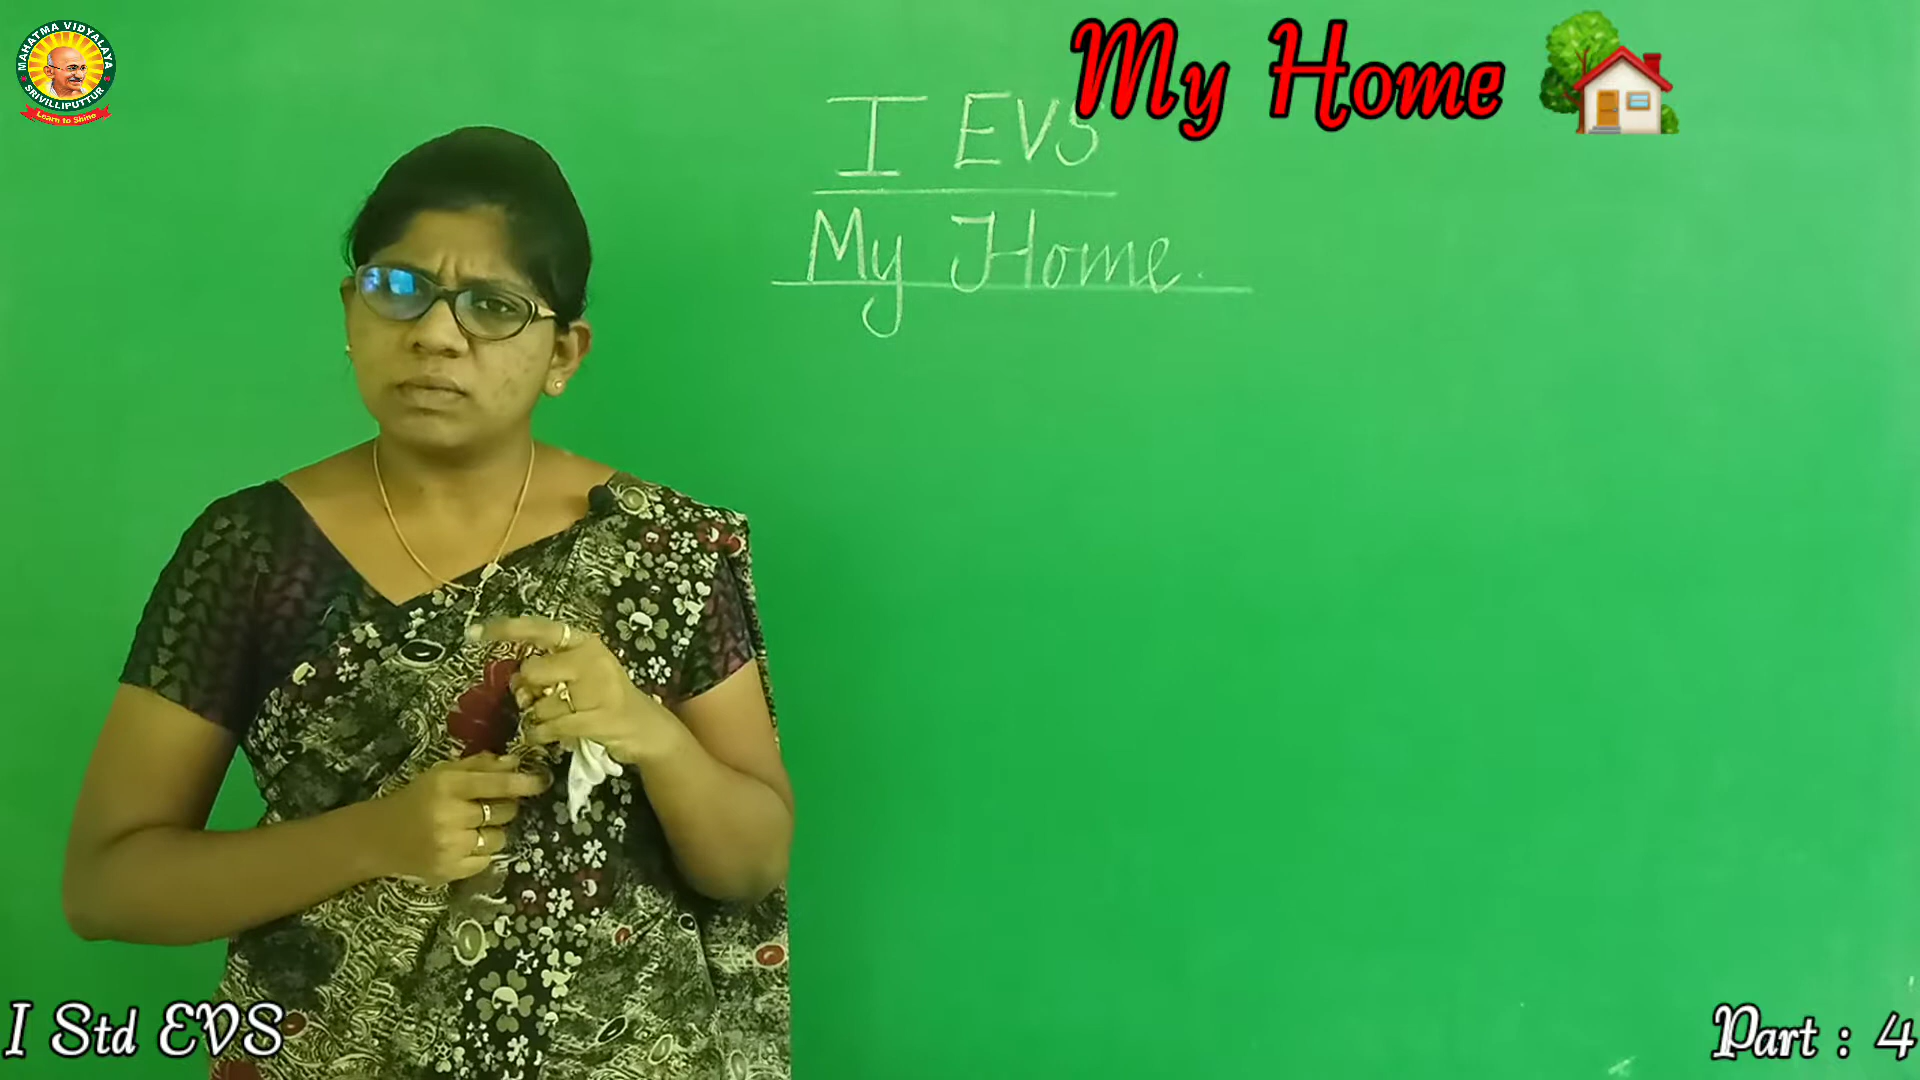 MAHATMA VIDYALAYA
SRIVILLIPUTTUR
Learn to Shine
My Home
I EVS
My Home.
I Std EVS
Part : 4